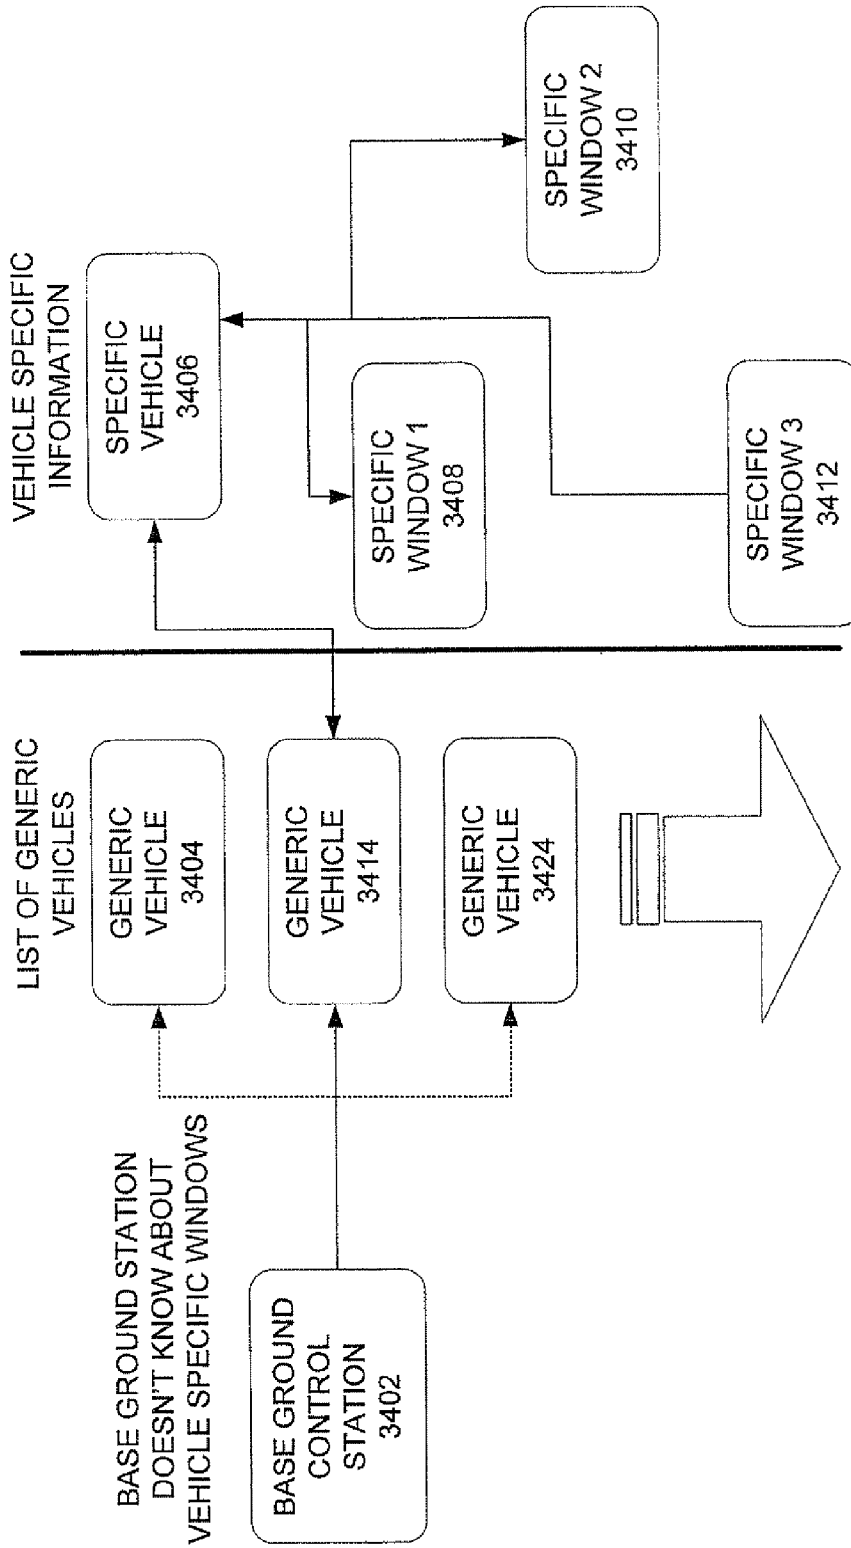 BASE GROUND STATION
DOESN'T KNOW ABOUT
VEHICLE SPECIFIC WINDOWS
BASE GROUND
CONTROL
STATION
3402
LIST OF GENERIC
VEHICLES
GENERIC
VEHICLE
3404
GENERIC
VEHICLE
3414
GENERIC
VEHICLE
3424
VEHICLE SPECIFIC
INFORMATION
SPECIFIC
VEHICLE
3406
SPECIFIC
WINDOW 1
3408
SPECIFIC
WINDOW 2
3410
SPECIFIC
WINDOW 3
3412